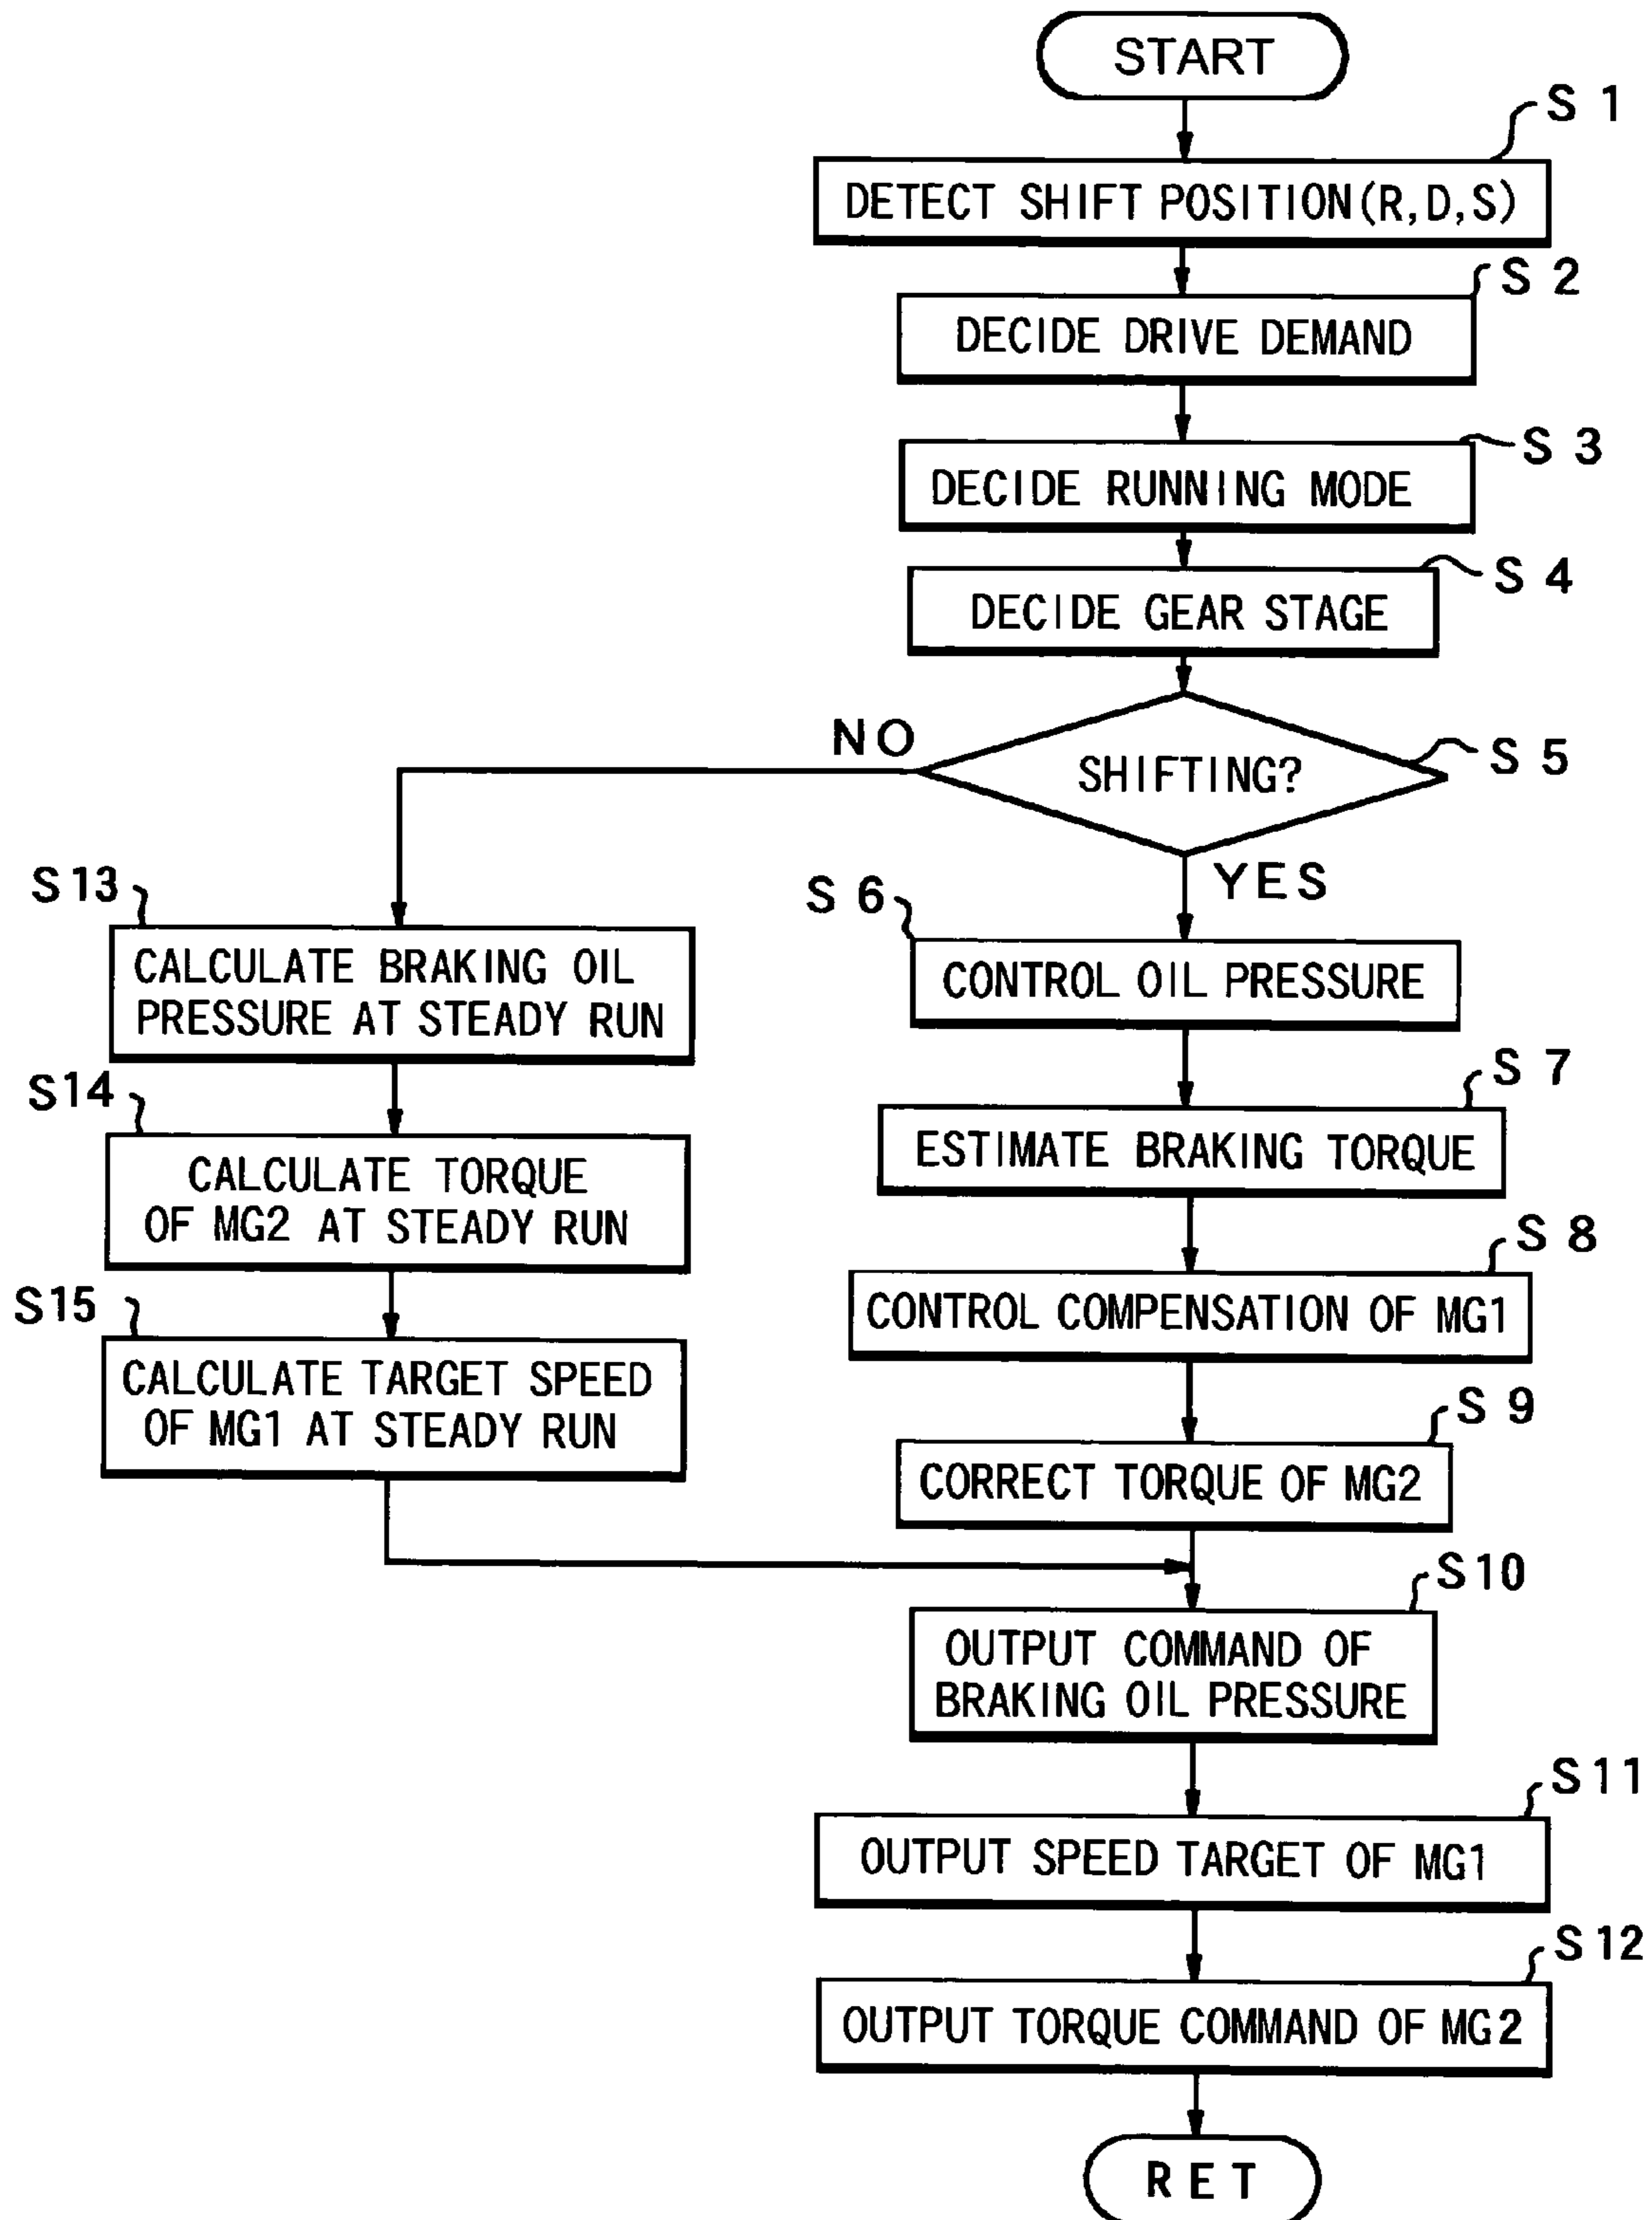 START
S 1
DETECT SHIFT POSITION(R,D,S)
S 2
DECIDE DRIVE DEMAND
S 3
DECIDE RUNNING MODE
S 4
DECIDE GEAR STAGE
NO
SHIFTING?
S 5
YES
S13
CALCULATE BRAKING OIL
PRESSURE AT STEADY RUN
S14
CALCULATE TORQUE
OF MG2 AT STEADY RUN
S15
CALCULATE TARGET SPEED
OF MG1 AT STEADY RUN
S 6
CONTROL OIL PRESSURE
S 7
ESTIMATE BRAKING TORQUE
S 8
CONTROL COMPENSATION OF MG1
S 9
CORRECT TORQUE OF MG2
S10
OUTPUT COMMAND OF
BRAKING OIL PRESSURE
S11
OUTPUT SPEED TARGET OF MG1
S12
OUTPUT TORQUE COMMAND OF MG2
RET